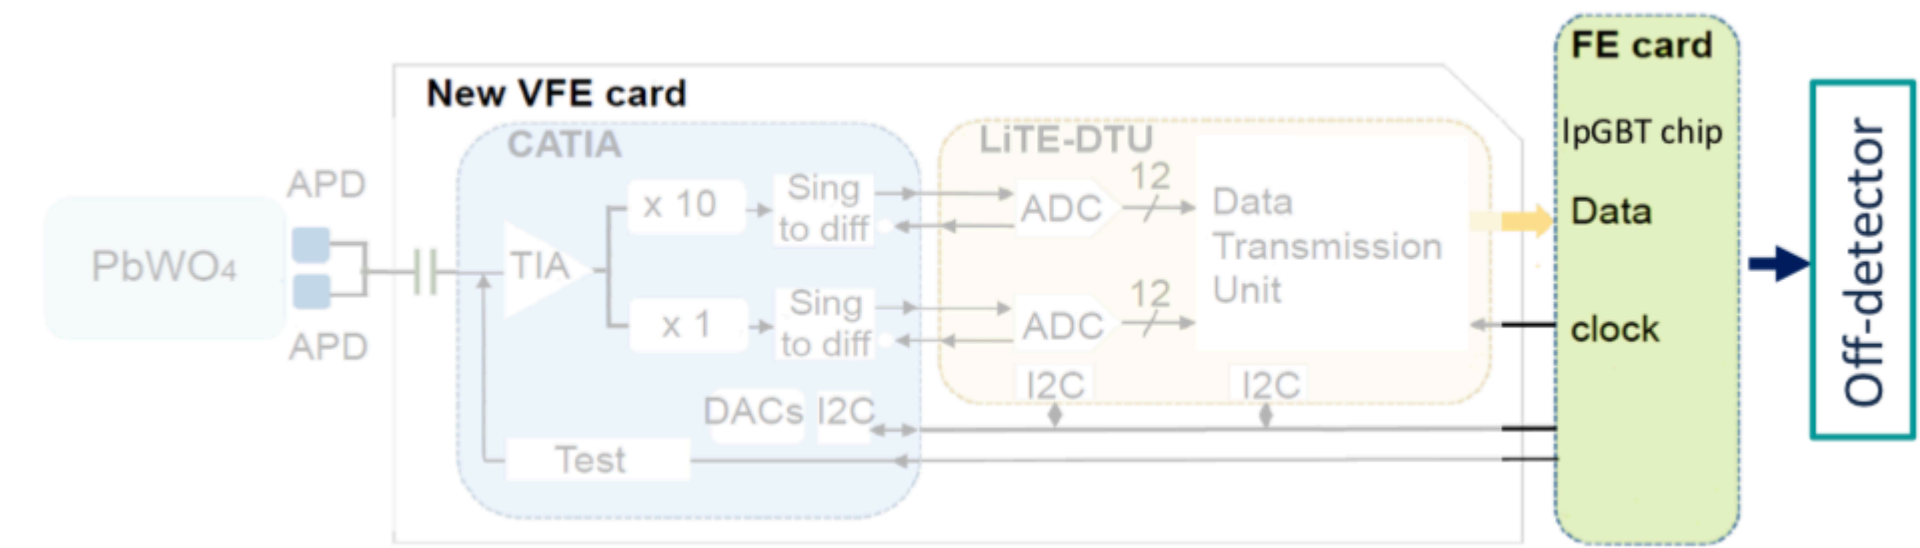 New VFE card
CATIA
LiTE-DTU
FE card
lpGBT chip
Data
clock
Off-detector
PbWO4
APD
APD
TIA
x 10
x 1
Sing
to diff
Sing
to diff
ADC
ADC
12
12
Data
Transmission
Unit
I2C
I2C
DACs
I2C
Test